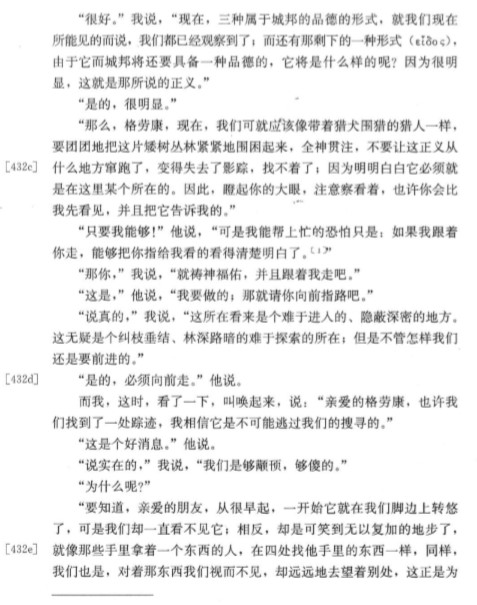 “很好。”我说，“现在，三种属于城邦的品德的形式，就我们现在
所能见的而说，我们都已经观察到了；而还有那剩下的一种形式（εἶδος），
由于它而城邦将还要具备一种品德的，它将是什么样的呢？因为很明
显，这就是那所说的正义。”
“是的，很明显。”
“那么，格劳康，现在，我们可就应该像带着猎犬围猎的猎人一样，
要团团地把这片矮树丛林紧紧地围困起来，全神贯注，不要让这正义从
[432c] 什么地方窜跑了，变得失去了影踪，找不着了；因为明明白白它必须就
是在这里某个所在的。因此，瞪起你的大眼，注意察看着，也许你会比
我先看见，并且把它告诉我的。”
“只要我能够！”他说，“可是我能帮上忙的恐怕只是：如果我跟着
你走，能够把你指给我看的看得清楚明白了。〔1〕”
“那你，”我说，“就祷神福佑，并且跟着我走吧。”
“这是，”他说，“我要做的；那就请你向前指路吧。”
“说真的，”我说，“这所在看来是个难于进入的、隐蔽深密的地方。
这无疑是个纠枝垂结、林深路暗的难于探索的所在；但是不管怎样我们
还是要前进的。”
[432d] “是的，必须向前走。”他说。
而我，这时，看了一下，叫唤起来，说：“亲爱的格劳康，也许我
们找到了一处踪迹，我相信它是不可能逃过我们的搜寻的。”
“这是个好消息。”他说。
“说实在的，”我说，“我们是够颟顸，够傻的。”
“为什么呢？”
“要知道，亲爱的朋友，从很早起，一开始它就在我们脚边上转悠
了，可是我们却一直看不见它；相反，却是可笑到无以复加的地步了，
[432e] 就像那些手里拿着一个东西的人，在四处找他手里的东西一样，同样，
我们也是，对着那东西我们视而不见，却远远地去望着别处，这正是为